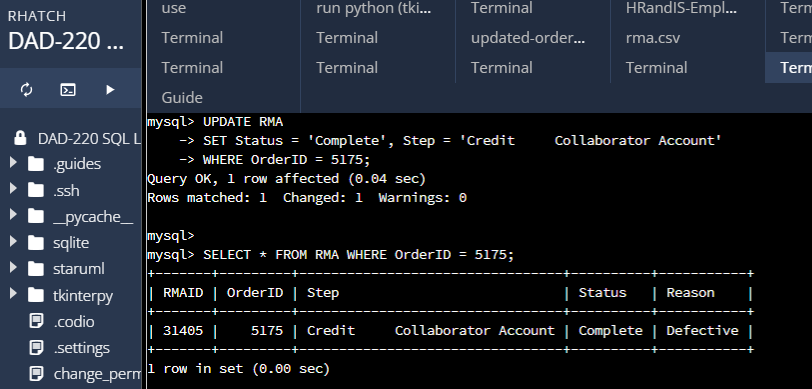 RHATCH
DAD-220 ...
DAD-220 SQL L
.guides
.ssh
__pycache__
sqlite
staruml
tkinterpy
.codio
.settings
change_perm
use
run python (tki...
Terminal
HRandIS-Empl...
Term
Terminal
Terminal
updated-order...
rma.csv
Term
Terminal
Terminal
Terminal
Terminal
Term
Guide
mysql> UPDATE RMA
    -> SET Status = 'Complete', Step = 'Credit     Collaborator Account'
    -> WHERE OrderID = 5175;
Query OK, 1 row affected (0.04 sec)
Rows matched: 1  Changed: 1  Warnings: 0
mysql>
mysql> SELECT * FROM RMA WHERE OrderID = 5175;
+-------+---------+---------------------------------+----------+-----------+
| RMAID | OrderID | Step                            | Status   | Reason    |
+-------+---------+---------------------------------+----------+-----------+
| 31405 |    5175 | Credit     Collaborator Account | Complete | Defective |
+-------+---------+---------------------------------+----------+-----------+
1 row in set (0.00 sec)